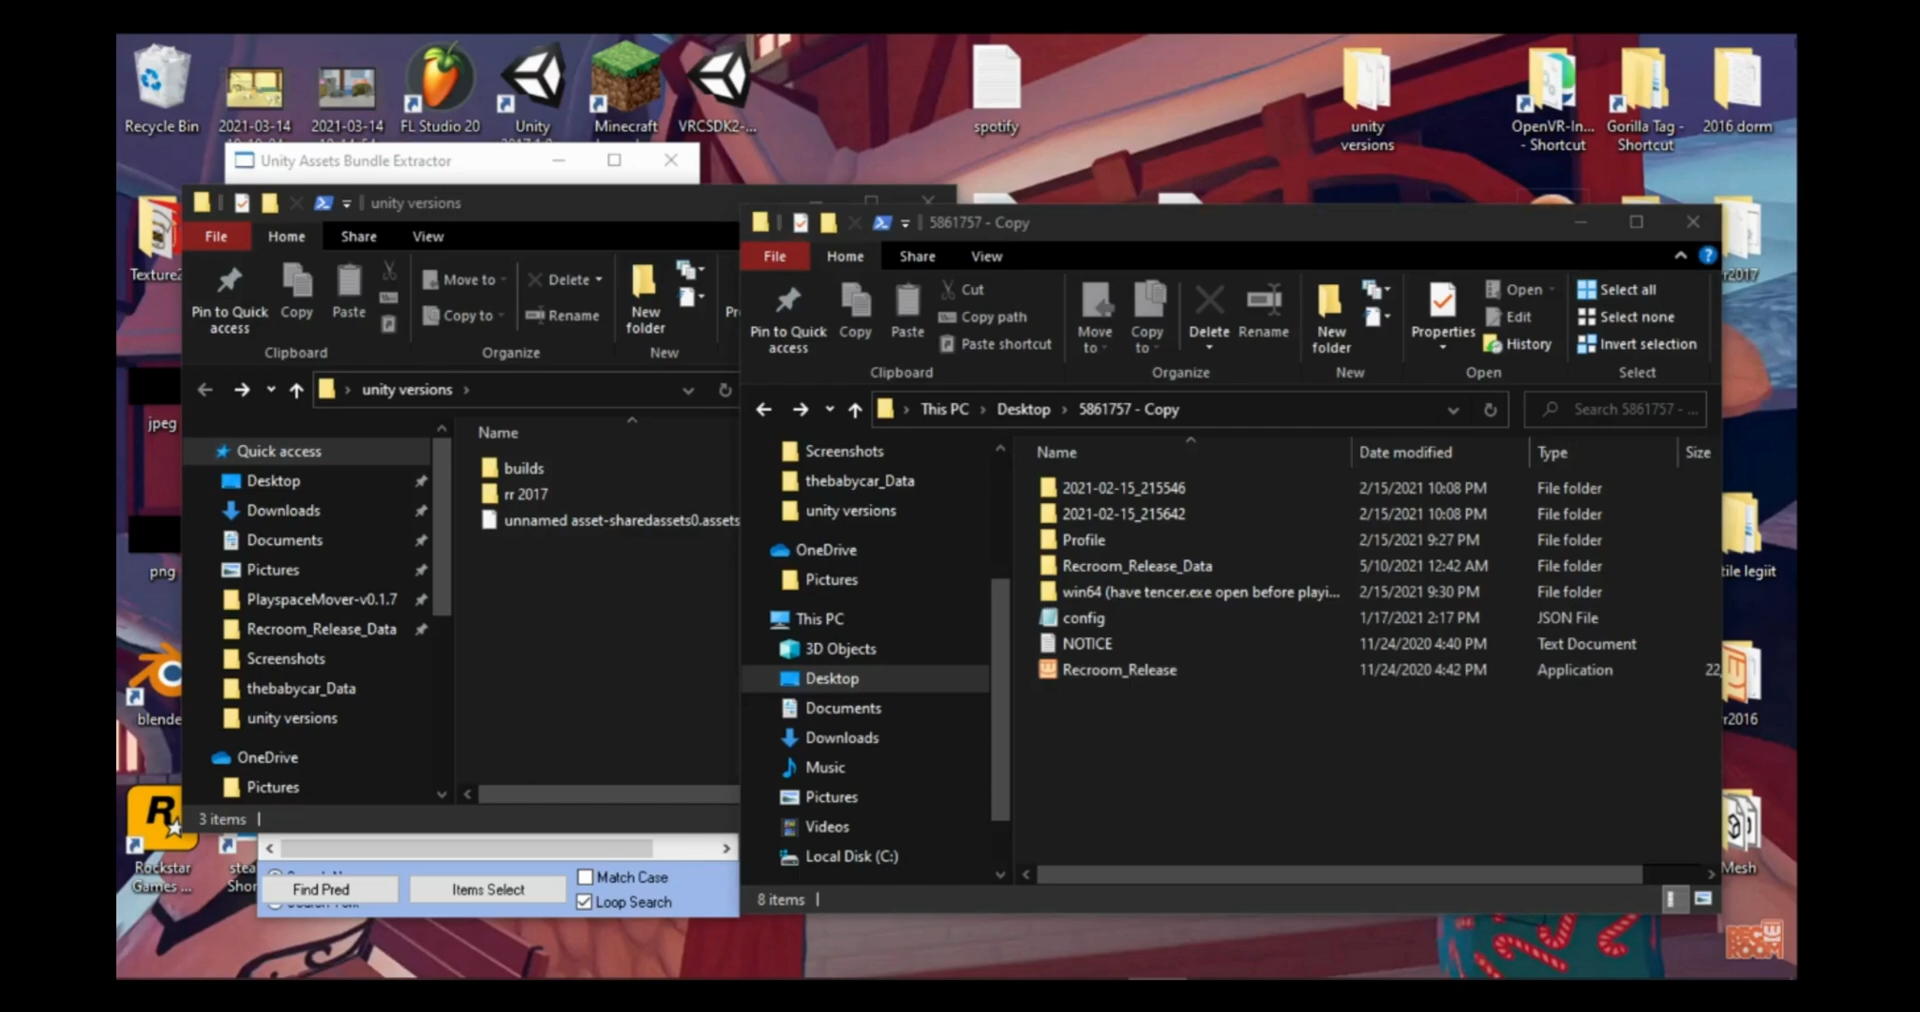 Recycle Bin
2021-03-14
2021-03-14
FL Studio 20
Unity
Minecraft
VRCSDK2-...
spotify
unity
versions
OpenVR-In...
- Shortcut
Gorilla Tag -
Shortcut
2016 dorm
Unity Assets Bundle Extractor
unity versions
File
Home
Share
View
Pin to Quick
access
Copy
Paste
Move to
Copy to
Delete
Rename
New
folder
Clipboard
Organize
New
unity versions
Name
Quick access
Desktop
Downloads
Documents
Pictures
PlayspaceMover-v0.1.7
Recroom_Release_Data
Screenshots
thebabycar_Data
unity versions
OneDrive
Pictures
builds
rr 2017
unnamed asset-sharedassets0.assets
3 items
Find Pred
Items Select
Match Case
Loop Search
5861757 - Copy
File
Home
Share
View
Pin to Quick
access
Copy
Paste
Cut
Copy path
Paste shortcut
Move
to
Copy
to
Delete
Rename
New
folder
Properties
Open
Edit
History
Select all
Select none
Invert selection
Clipboard
Organize
New
Open
Select
This PC
Desktop
5861757 - Copy
Search 5861757 - ...
Screenshots
thebabycar_Data
unity versions
OneDrive
Pictures
This PC
3D Objects
Desktop
Documents
Downloads
Music
Pictures
Videos
Local Disk (C:)
Name Date modified Type Size
2021-02-15_215546 2/15/2021 10:08 PM File folder
2021-02-15_215642 2/15/2021 10:08 PM File folder
Profile 2/15/2021 9:27 PM File folder
Recroom_Release_Data 5/10/2021 12:42 AM File folder
win64 (have tencer.exe open before playi... 2/15/2021 9:30 PM File folder
config 1/17/2021 2:17 PM JSON File
NOTICE 11/24/2020 4:40 PM Text Document
Recroom_Release 11/24/2020 4:42 PM Application 22,
8 items
Texture2
jpeg
png
blende
Rockstar
Games ...
stea
Shor
r2017
tile legiit
r2016
Mesh
REC ROOM